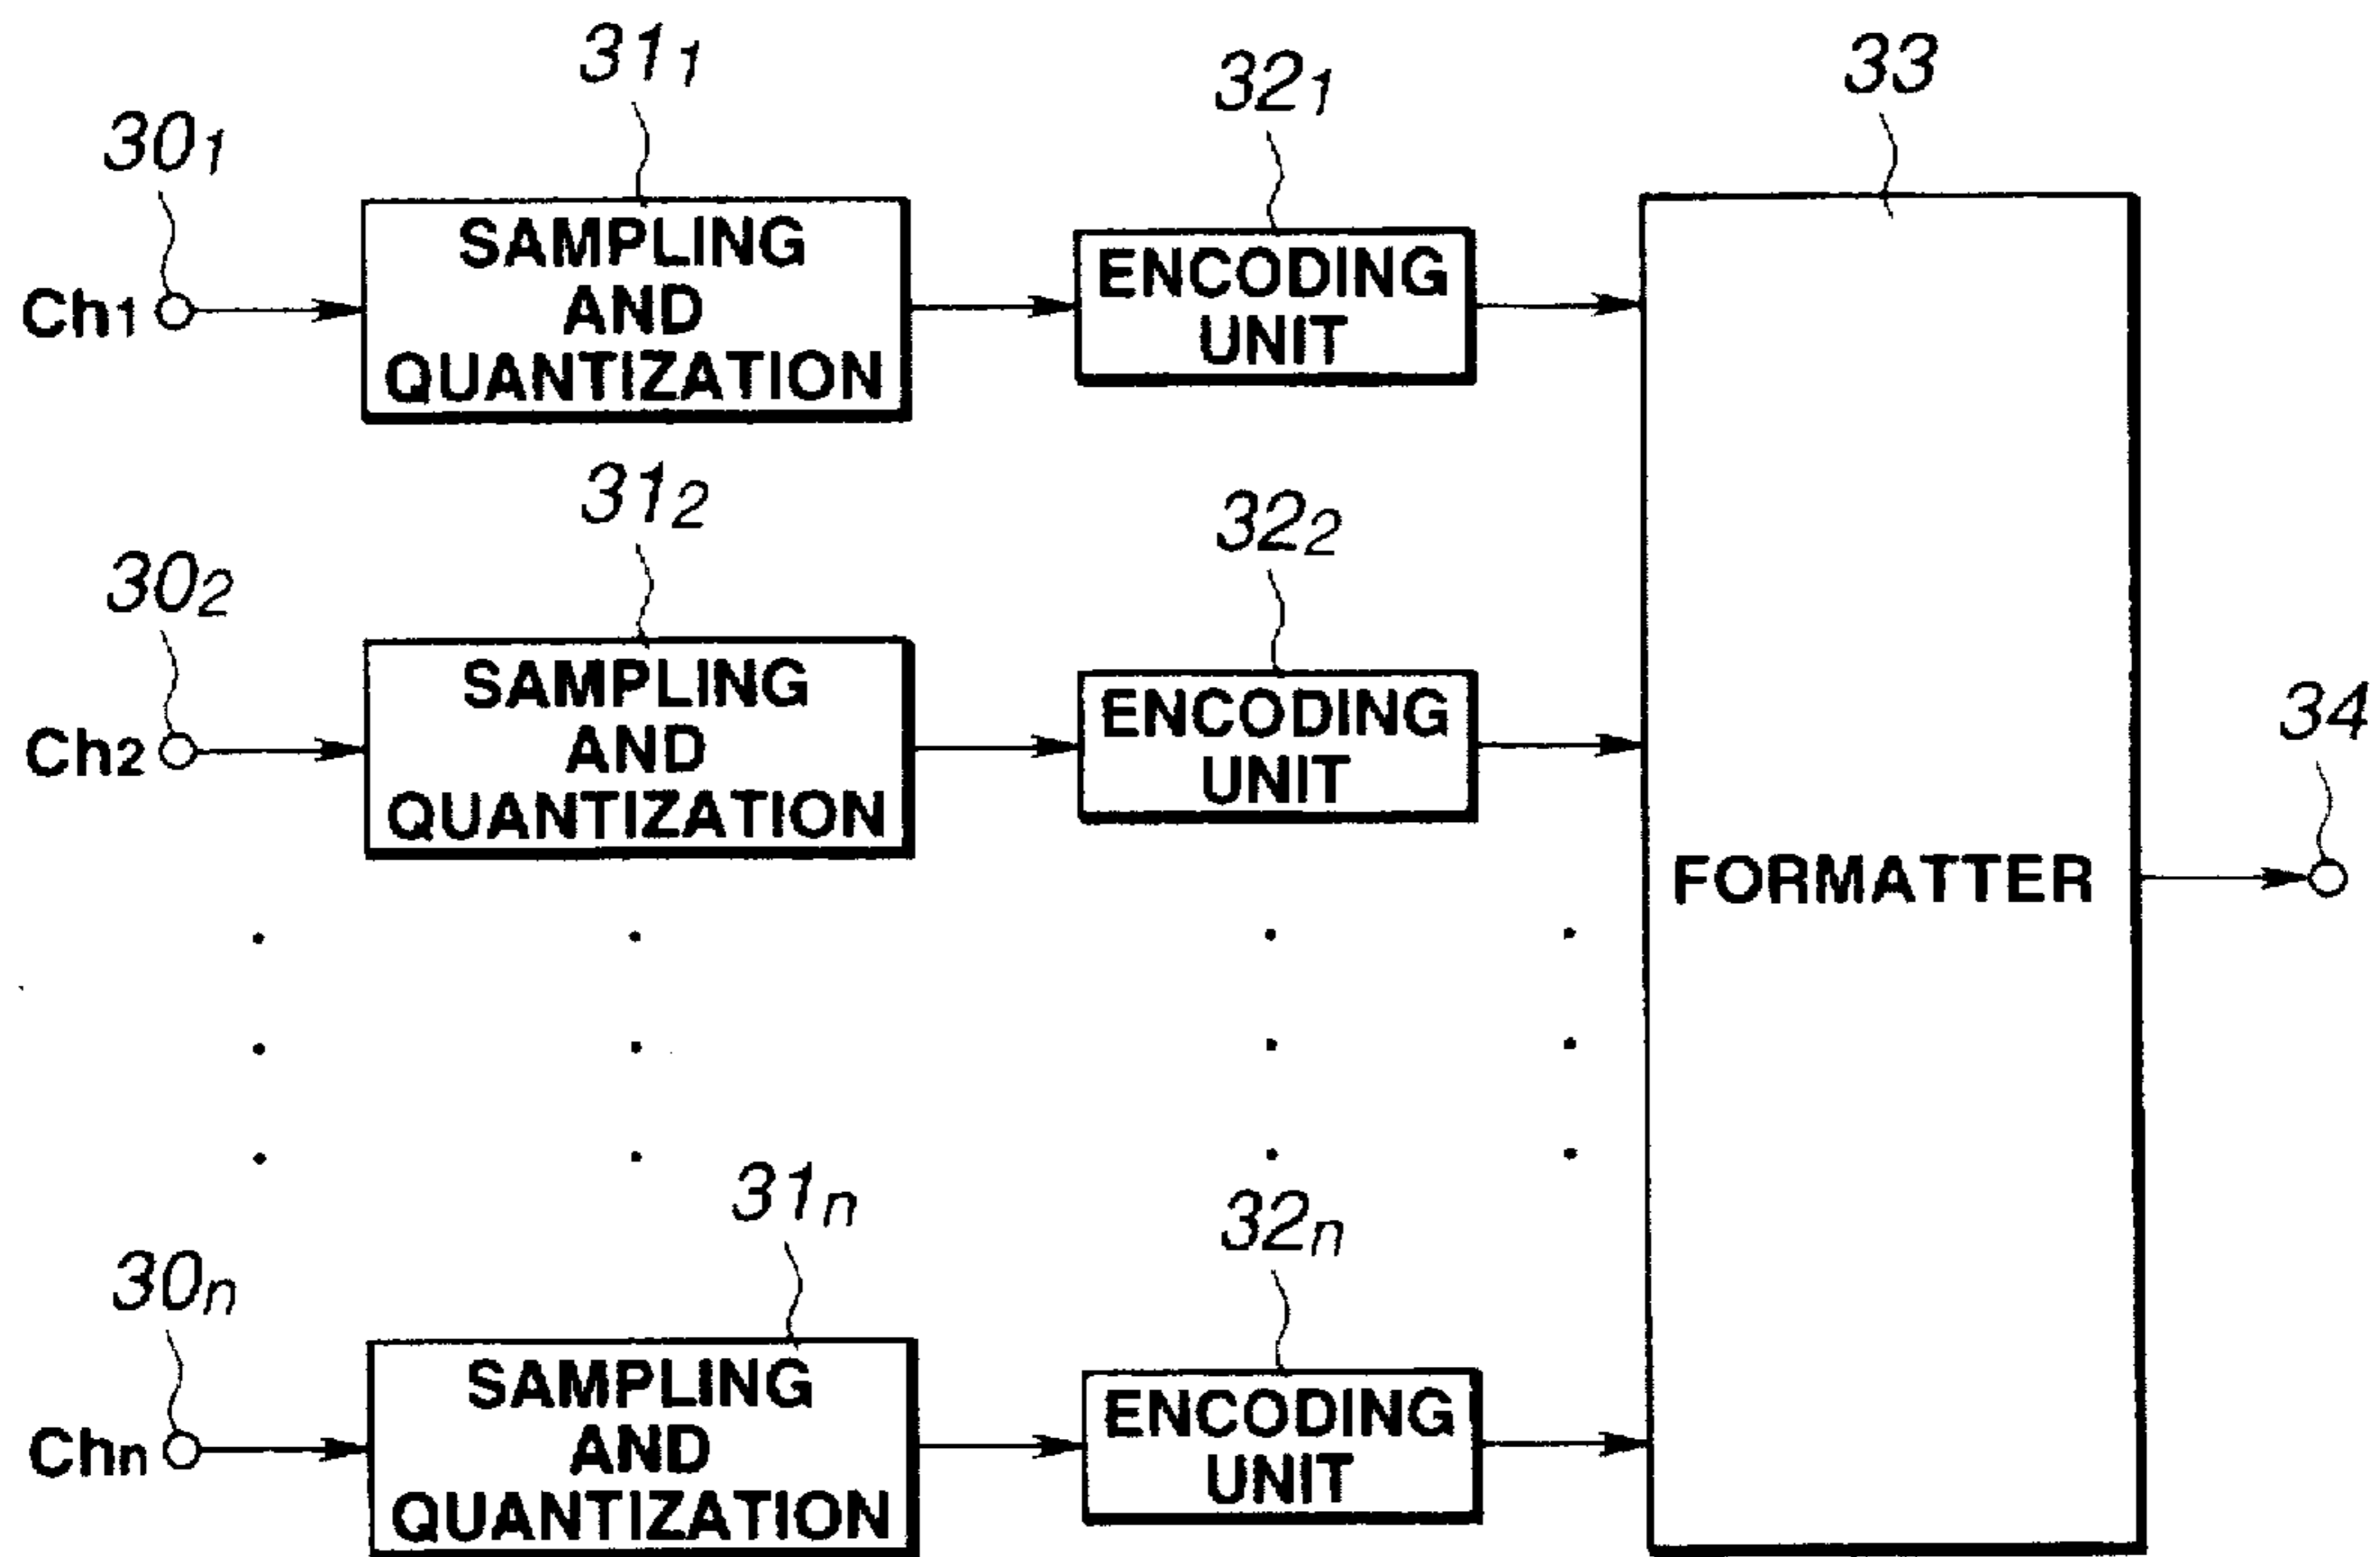 31₁
33
32₁
30₁
SAMPLING
AND
QUANTIZATION
ENCODING
UNIT
Ch₁
31₂
32₂
30₂
SAMPLING
AND
QUANTIZATION
ENCODING
UNIT
34
Ch₂
FORMATTER
31ₙ
32ₙ
30ₙ
SAMPLING
AND
QUANTIZATION
ENCODING
UNIT
Chₙ